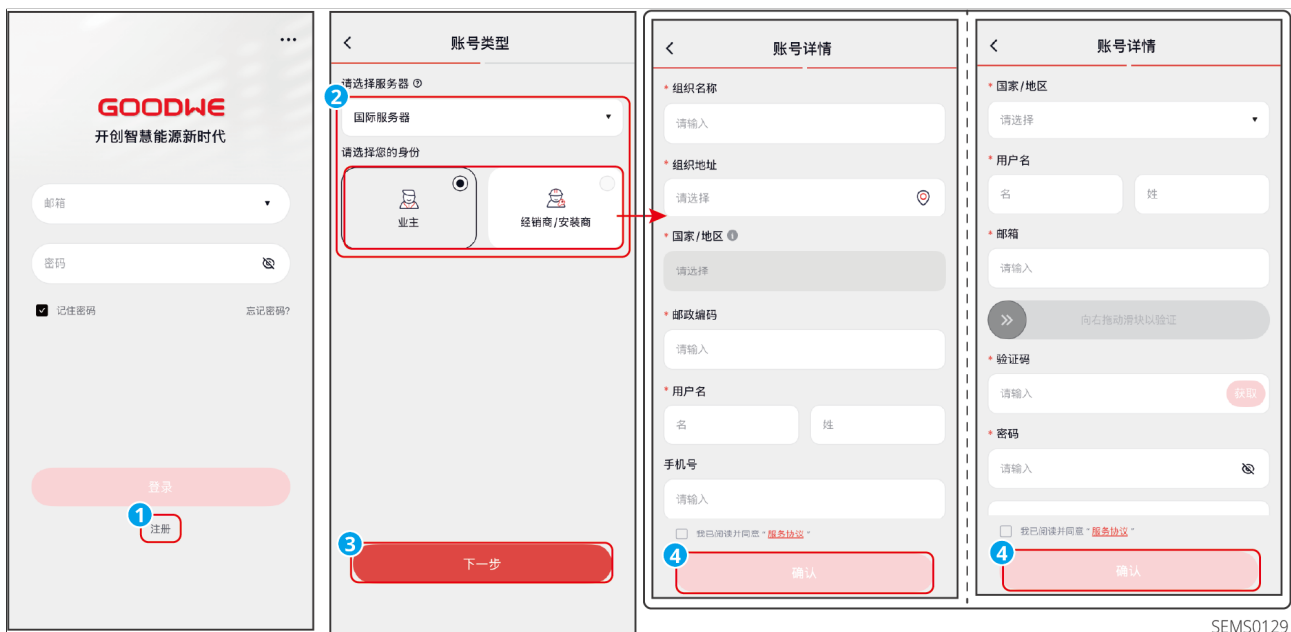 ...
GOODWE
开创智慧能源新时代
邮箱
密码
记住密码 忘记密码?
登录
1
注册
账号类型
请选择服务器
2
国际服务器
请选择您的身份
业主
经销商/安装商
3
下一步
账号详情
* 组织名称
请输入
* 组织地址
请选择
* 国家/地区
请选择
* 邮政编码
请输入
* 用户名
名 姓
手机号
请输入
我已阅读并同意“服务协议”
4
确认
账号详情
* 国家/地区
请选择
* 用户名
名 姓
* 邮箱
请输入
向右拖动滑块以验证
* 验证码
请输入 获取
* 密码
请输入
我已阅读并同意“服务协议”
4
确认
SEMS0129